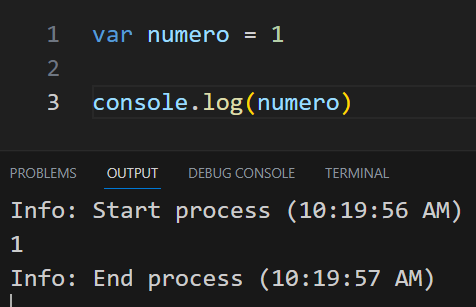 1 var numero = 1
2
3 console.log(numero)
PROBLEMS OUTPUT DEBUG CONSOLE TERMINAL
Info: Start process (10:19:56 AM)
1
Info: End process (10:19:57 AM)